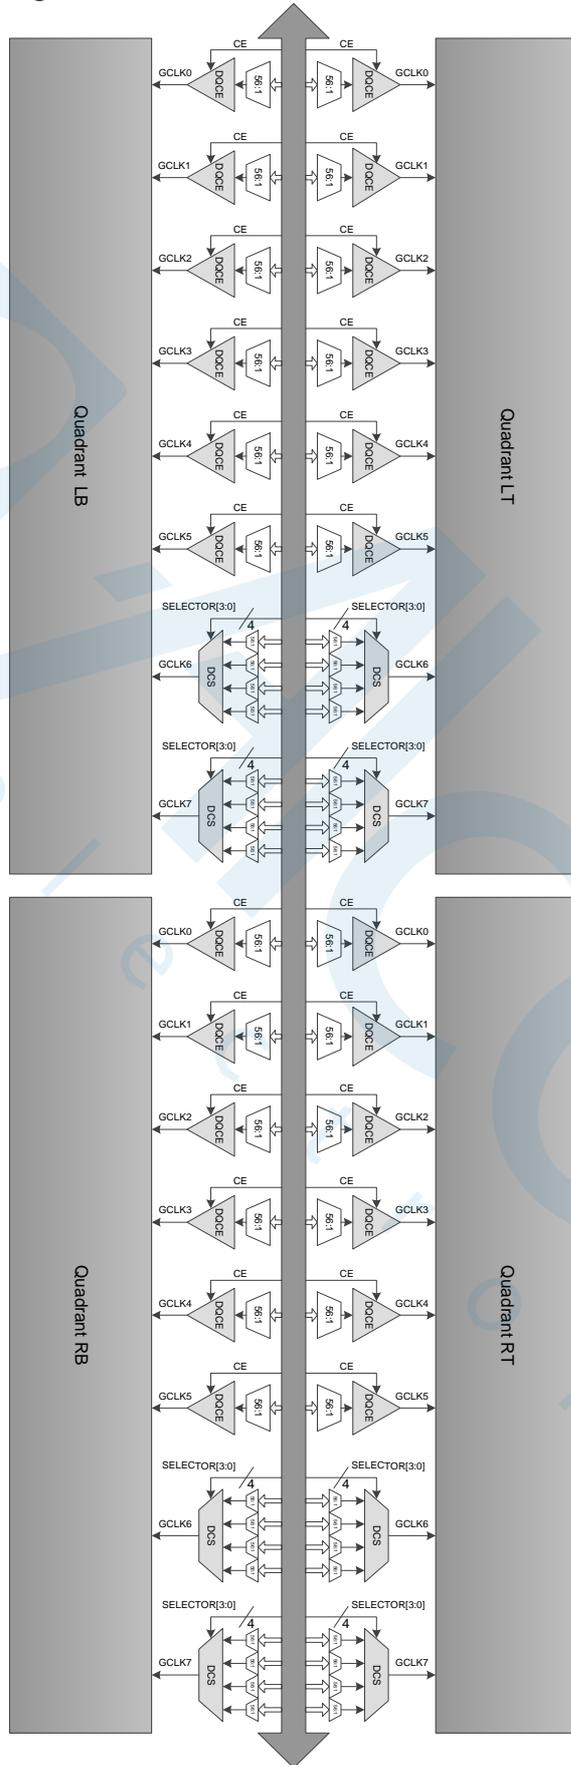 CE CE
GCLK0 DQCE 56:1 56:1 DQCE GCLK0
CE CE
GCLK1 DQCE 56:1 56:1 DQCE GCLK1
CE CE
GCLK2 DQCE 56:1 56:1 DQCE GCLK2
CE CE
GCLK3 DQCE 56:1 56:1 DQCE GCLK3
Quadrant LB
Quadrant LT
CE CE
GCLK4 DQCE 56:1 56:1 DQCE GCLK4
CE CE
GCLK5 DQCE 56:1 56:1 DQCE GCLK5
SELECTOR[3:0] SELECTOR[3:0]
4 4
GCLK6 DCS DCS GCLK6
SELECTOR[3:0] SELECTOR[3:0]
4 4
GCLK7 DCS DCS GCLK7
CE CE
GCLK0 DQCE 56:1 56:1 DQCE GCLK0
CE CE
GCLK1 DQCE 56:1 56:1 DQCE GCLK1
CE CE
GCLK2 DQCE 56:1 56:1 DQCE GCLK2
CE CE
GCLK3 DQCE 56:1 56:1 DQCE GCLK3
Quadrant RB
Quadrant RT
CE CE
GCLK4 DQCE 56:1 56:1 DQCE GCLK4
CE CE
GCLK5 DQCE 56:1 56:1 DQCE GCLK5
SELECTOR[3:0] SELECTOR[3:0]
4 4
GCLK6 DCS DCS GCLK6
SELECTOR[3:0] SELECTOR[3:0]
4 4
GCLK7 DCS DCS GCLK7